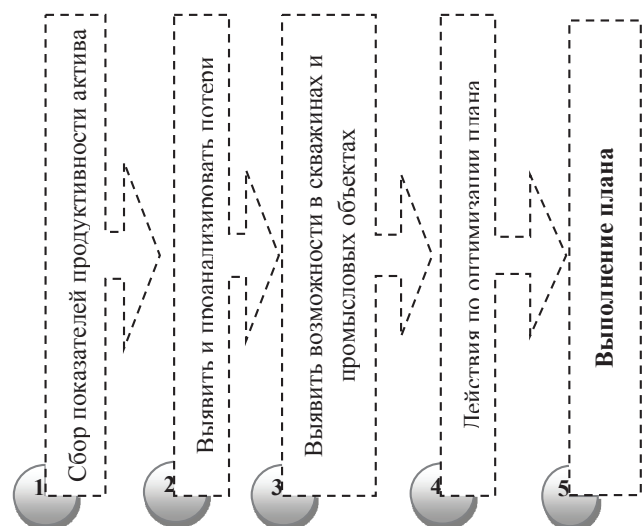 1
Сбор показателей продуктивности актива
2
Выявить и проанализировать потери
3
Выявить возможности в скважинах и
промысловых объектах
4
Лействия по оптимизации плана
5
Выполнение плана